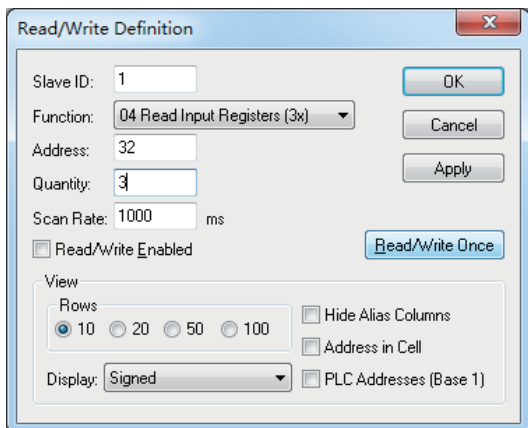 Read/Write Definition
Slave ID: 1
OK
Function: 04 Read Input Registers (3x)
Cancel
Address: 32
Apply
Quantity: 3
Scan Rate: 1000 ms
Read/Write Enabled
Read/Write Once
View
Rows
10 20 50 100
Hide Alias Columns
Address in Cell
Display: Signed
PLC Addresses (Base 1)